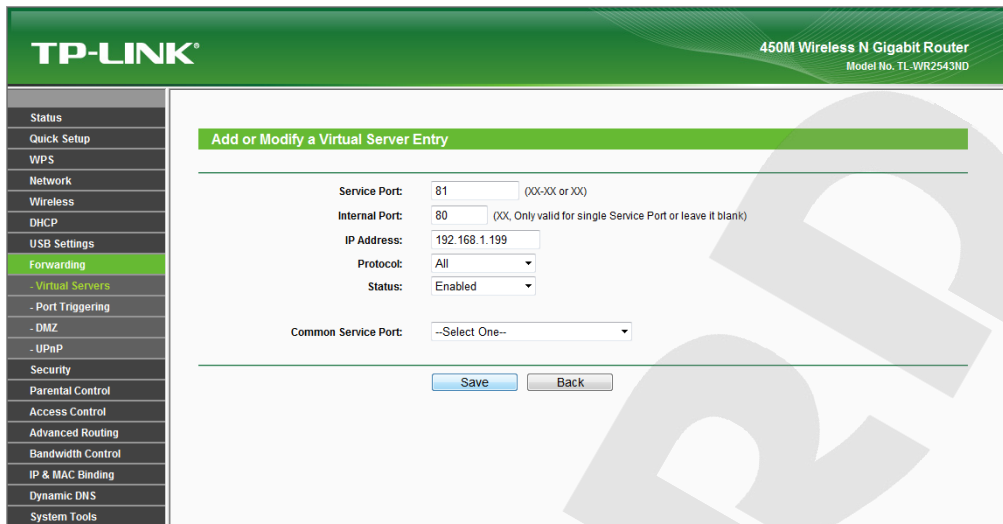 TP-LINK®
450M Wireless N Gigabit Router
Model No. TL-WR2543ND
Status
Quick Setup
WPS
Network
Wireless
DHCP
USB Settings
Forwarding
- Virtual Servers
- Port Triggering
- DMZ
- UPnP
Security
Parental Control
Access Control
Advanced Routing
Bandwidth Control
IP & MAC Binding
Dynamic DNS
System Tools
Add or Modify a Virtual Server Entry
Service Port: 81 (XX-XX or XX)
Internal Port: 80 (XX, Only valid for single Service Port or leave it blank)
IP Address: 192.168.1.199
Protocol: All
Status: Enabled
Common Service Port: --Select One--
Save Back